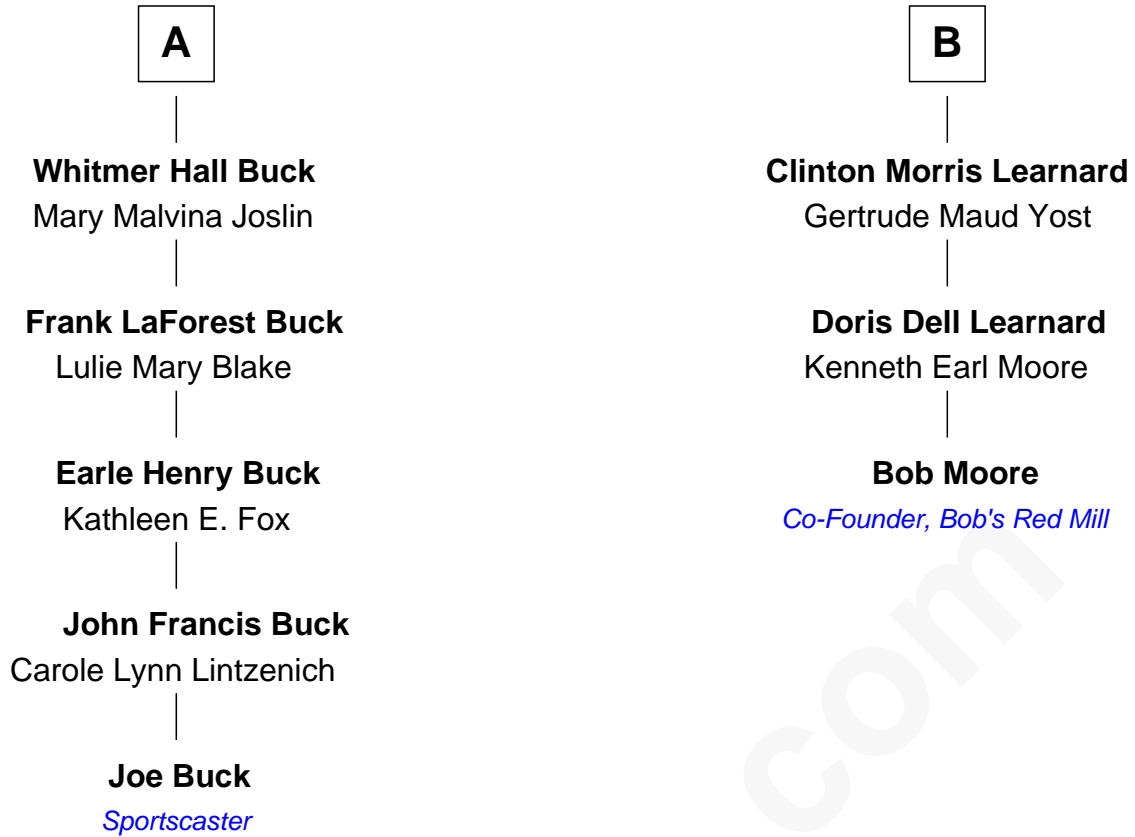 A
Whitmer Hall Buck
Mary Malvina Joslin
Frank LaForest Buck
Lulie Mary Blake
Earle Henry Buck
Kathleen E. Fox
John Francis Buck
Carole Lynn Lintzenich
Joe Buck
Sportscaster
B
Clinton Morris Learnard
Gertrude Maud Yost
Doris Dell Learnard
Kenneth Earl Moore
Bob Moore
Co-Founder, Bob's Red Mill
com